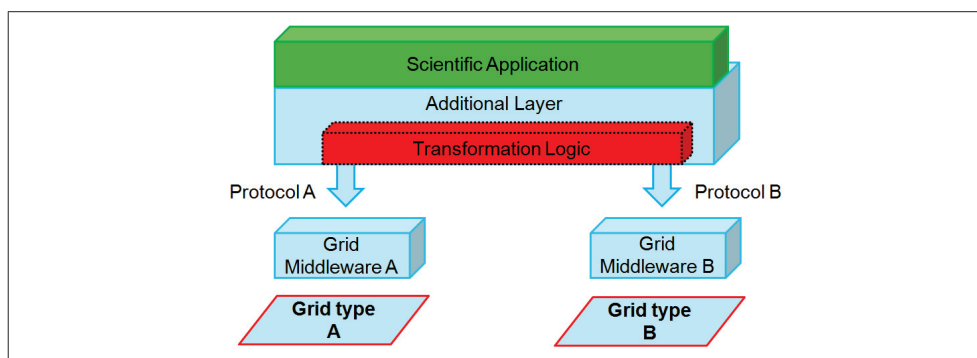 Scientific Application
Additional Layer
Transformation Logic
Protocol A
Protocol B
Grid
Middleware A
Grid
Middleware B
Grid type
A
Grid type
B